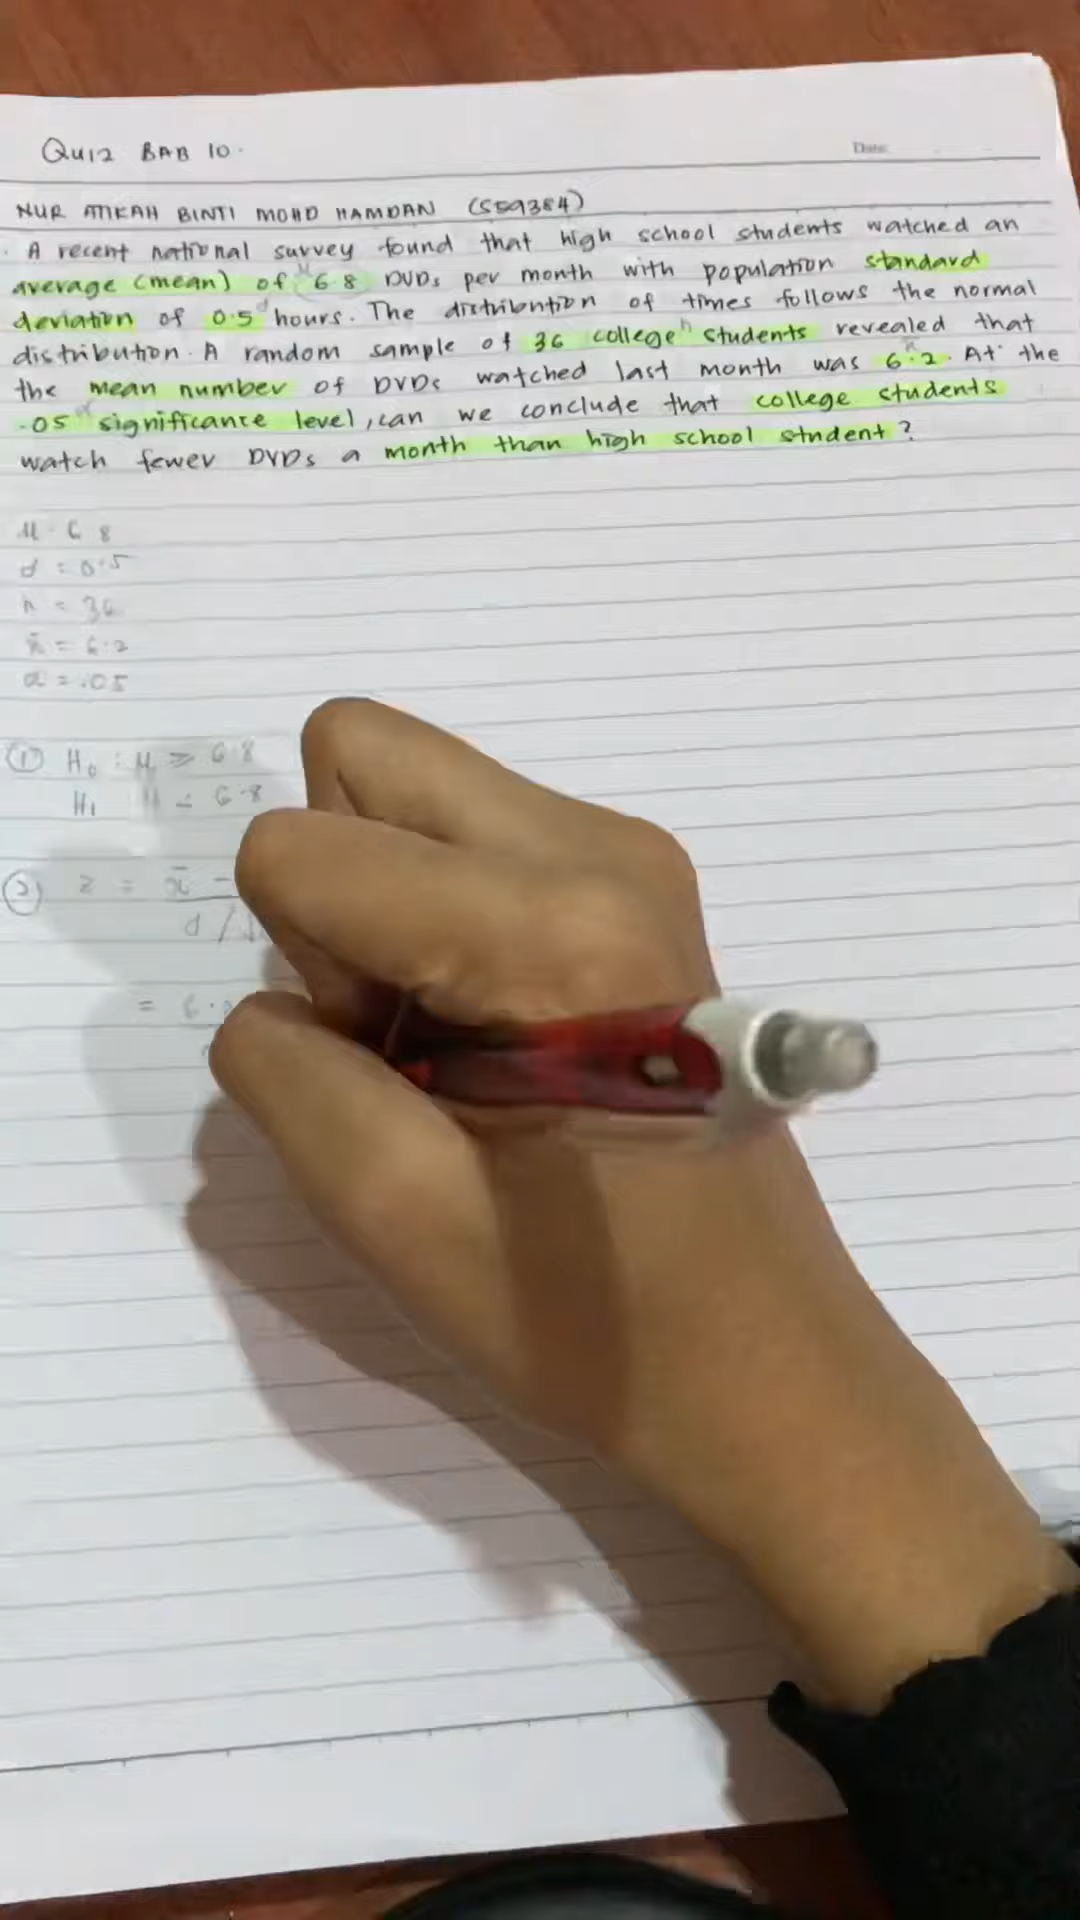 QUIZ BAB 10.
Date:
NUR ATIKAH BINTI MOHD HAMDAN (S59384)
A recent national survey found that high school students watched an
average (mean) of 6.8 DVDs per month with population standard
deviation of 0.5 hours. The distribution of times follows the normal
distribution. A random sample of 36 college students revealed that
the mean number of DVDs watched last month was 6.2. At the
.05 significance level, can we conclude that college students
watch fewer DVDs a month than high school student?
μ = 6.8
σ = 0.5
n = 36
x̄ = 6.2
α = .05
① H₀ : μ ≥ 6.8
H₁ μ < 6.8
② z = x̄ -
σ / √
= 6.2